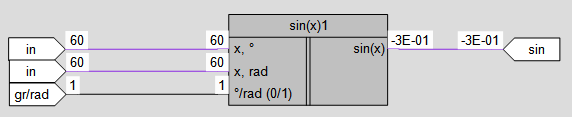 sin(x)1
in 60 60 x, ° sin(x) -3E-01 -3E-01 sin
in 60 60 x, rad
gr/rad 1 1 °/rad (0/1)